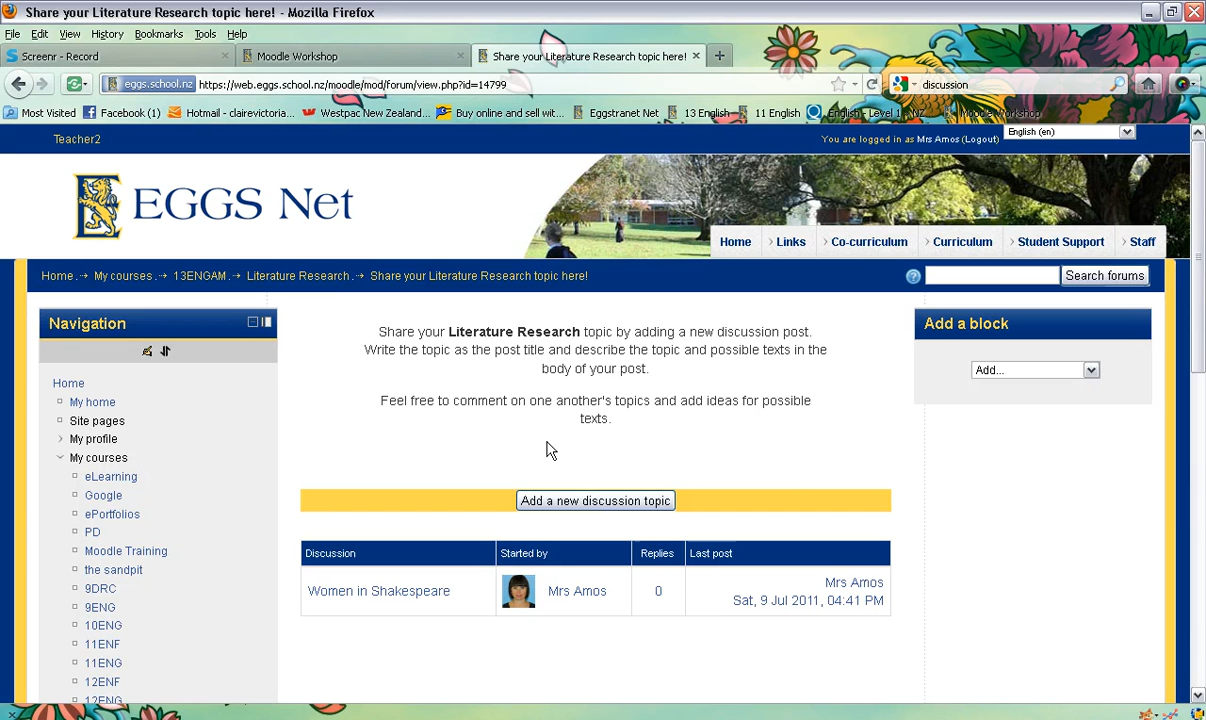 Share your Literature Research topic here! - Mozilla Firefox
File Edit View History Bookmarks Tools Help
Screenr - Record
Moodle Workshop
Share your Literature Research topic here!
eggs.school.nz https://web.eggs.school.nz/moodle/mod/forum/view.php?id=14799
discussion
Most Visited Facebook (1) Hotmail - clairevictoria... Westpac New Zealand... Buy online and sell wit... Eggstranet Net 13 English 11 English English - Level 1 - NZ... Moodle Workshop
Teacher2
You are logged in as Mrs Amos (Logout)
English (en)
EGGS Net
Home Links Co-curriculum Curriculum Student Support Staff
Home My courses 13ENGAM Literature Research Share your Literature Research topic here!
Search forums
Navigation
Home
My home
Site pages
My profile
My courses
eLearning
Google
ePortfolios
PD
Moodle Training
the sandpit
9DRC
9ENG
10ENG
11ENF
11ENG
12ENF
12ENG
Share your Literature Research topic by adding a new discussion post.
Write the topic as the post title and describe the topic and possible texts in the
body of your post.
Feel free to comment on one another's topics and add ideas for possible
texts.
Add a new discussion topic
Discussion Started by Replies Last post
Women in Shakespeare Mrs Amos 0 Mrs Amos
Sat, 9 Jul 2011, 04:41 PM
Add a block
Add...